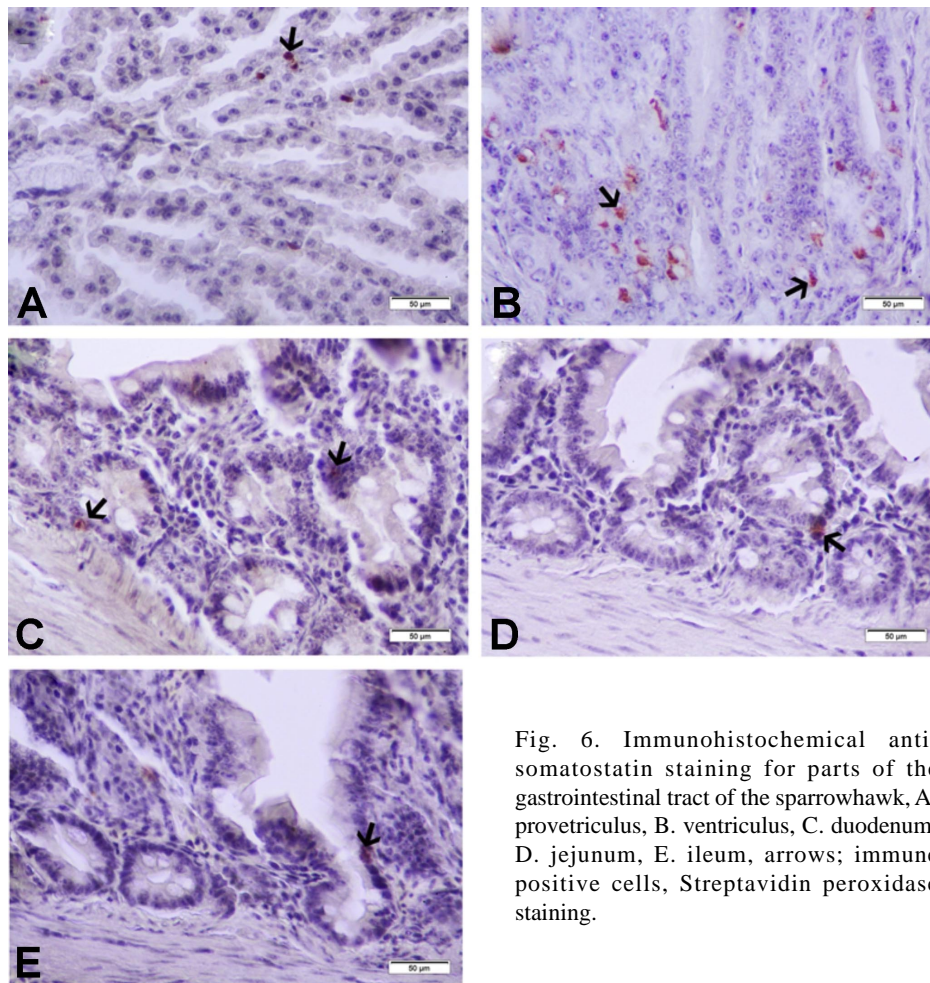 A
50 µm
B
50 µm
C
50 µm
D
50 µm
E
50 µm
Fig. 6. Immunohistochemical anti
somatostatin staining for parts of the
gastrointestinal tract of the sparrowhawk, A
provetriculus, B. ventriculus, C. duodenum
D. jejunum, E. ileum, arrows; immuno
positive cells, Streptavidin peroxidase
staining.